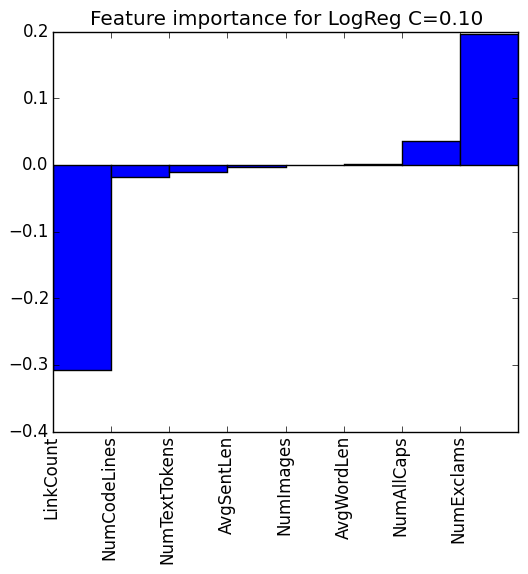 Feature importance for LogReg C=0.10
0.2
0.1
0.0
−0.1
−0.2
−0.3
−0.4
LinkCount
NumCodeLines
NumTextTokens
AvgSentLen
NumImages
AvgWordLen
NumAllCaps
NumExclams